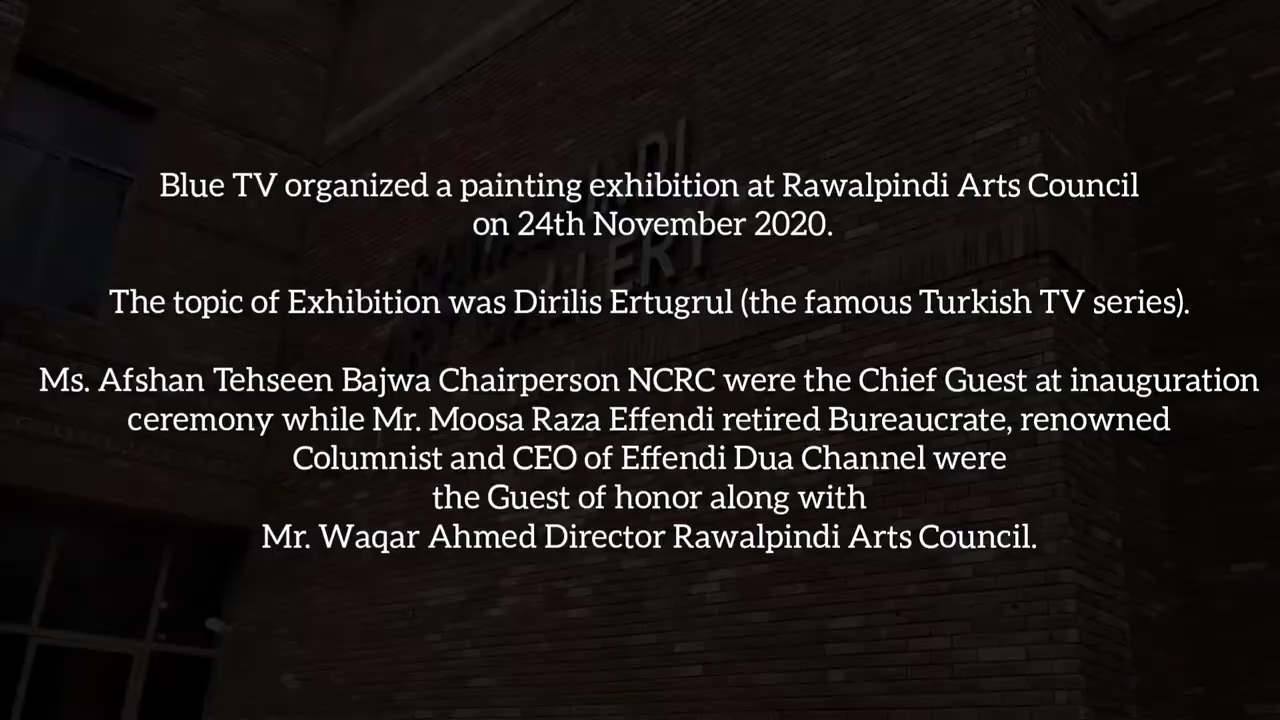 Blue TV organized a painting exhibition at Rawalpindi Arts Council
on 24th November 2020.
The topic of Exhibition was Dirilis Ertugrul (the famous Turkish TV series).
Ms. Afshan Tehseen Bajwa Chairperson NCRC were the Chief Guest at inauguration
ceremony while Mr. Moosa Raza Effendi retired Bureaucrate, renowned
Columnist and CEO of Effendi Dua Channel were
the Guest of honor along with
Mr. Waqar Ahmed Director Rawalpindi Arts Council.